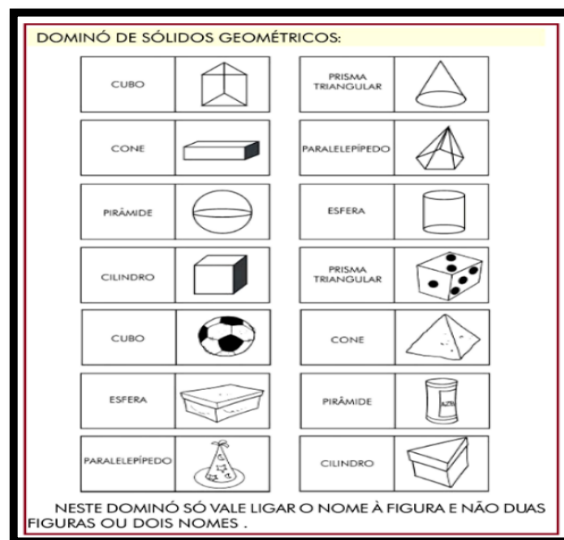 DOMINÓ DE SÓLIDOS GEOMÉTRICOS:
CUBO
PRISMA
TRIANGULAR
CONE
PARALELEPÍPEDO
PIRÂMIDE
ESFERA
CILINDRO
PRISMA
TRIANGULAR
CUBO
CONE
ESFERA
PIRÂMIDE
PARALELEPÍPEDO
CILINDRO
NESTE DOMINÓ SÓ VALE LIGAR O NOME À FIGURA E NÃO DUAS
FIGURAS OU DOIS NOMES .